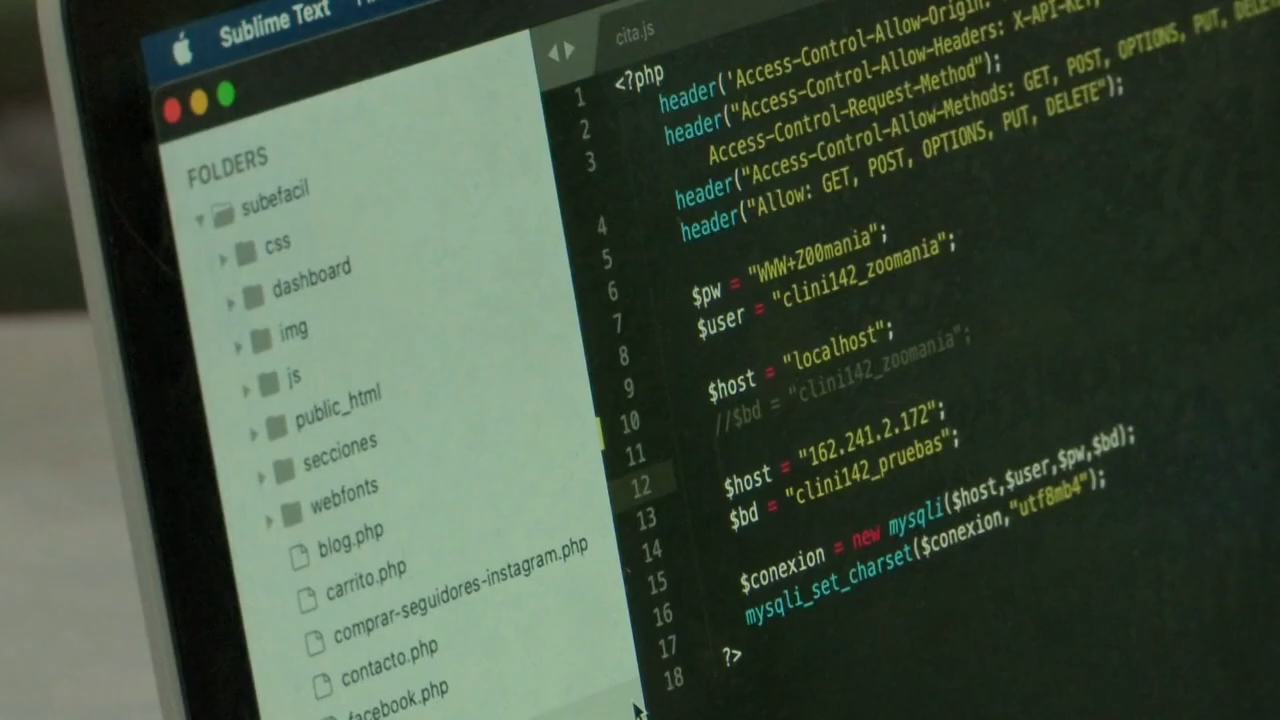 Sublime Text
FOLDERS
subefacil
css
dashboard
img
js
public_html
secciones
webfonts
blog.php
carrito.php
comprar-seguidores-instagram.php
contacto.php
facebook.php
cita.js
1 <?php
2 header('Access-Control-Allow-Origin:
3 header("Access-Control-Allow-Headers: X-API-KEY,
Access-Control-Request-Method");
4 header("Access-Control-Allow-Methods: GET, POST, OPTIONS, PUT, DELETE
5 header("Allow: GET, POST, OPTIONS, PUT, DELETE");
6
7 $pw = "WWW+Z00mania";
8 $user = "clini142_zoomania";
9
10 $host = "localhost";
11 //$bd = "clini142_zoomania";
12
13 $host = "162.241.2.172";
14 $bd = "clini142_pruebas";
15
16 $conexion = new mysqli($host,$user,$pw,$bd);
17 mysqli_set_charset($conexion,"utf8mb4");
18 ?>